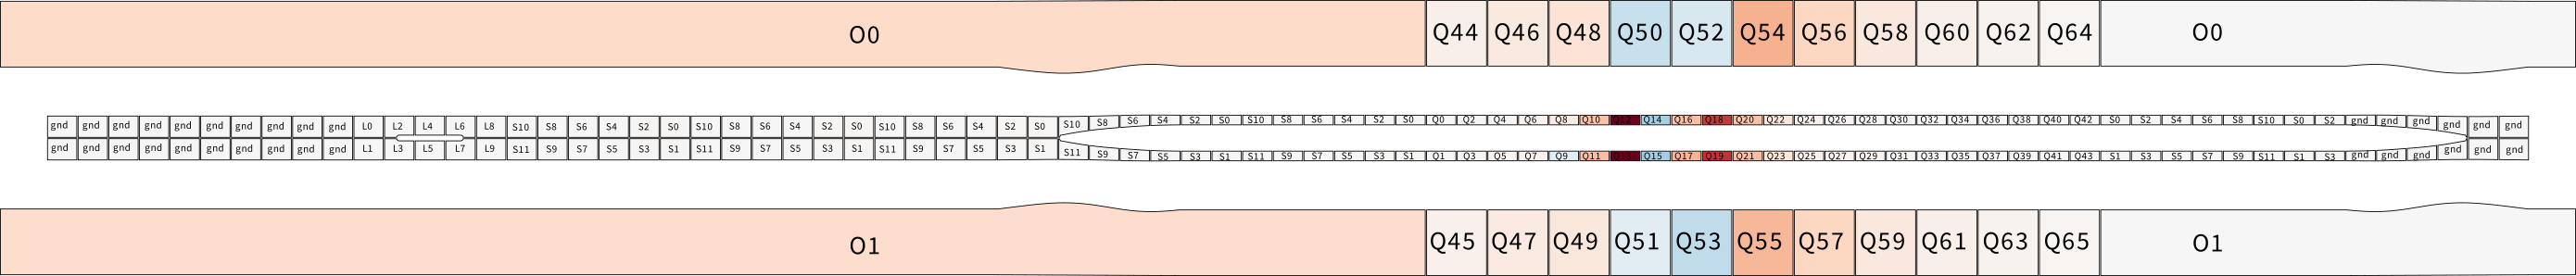 O0 Q44 Q46 Q48 Q50 Q52 Q54 Q56 Q58 Q60 Q62 Q64 O0
gnd gnd gnd gnd gnd gnd gnd gnd gnd gnd L0 L2 L4 L6 L8 S10 S8 S6 S4 S2 S0 S10 S8 S6 S4 S2 S0 S10 S8 S6 S4 S2 S0 S10 S8 S6 S4 S2 S0 S10 S8 S6 S4 S2 S0 Q0 Q2 Q4 Q6 Q8 Q10 Q12 Q14 Q16 Q18 Q20 Q22 Q24 Q26 Q28 Q30 Q32 Q34 Q36 Q38 Q40 Q42 S0 S2 S4 S6 S8 S10 S0 S2 gnd gnd gnd gnd gnd gnd
gnd gnd gnd gnd gnd gnd gnd gnd gnd gnd L1 L3 L5 L7 L9 S11 S9 S7 S5 S3 S1 S11 S9 S7 S5 S3 S1 S11 S9 S7 S5 S3 S1 S11 S9 S7 S5 S3 S1 S11 S9 S7 S5 S3 S1 Q1 Q3 Q5 Q7 Q9 Q11 Q13 Q15 Q17 Q19 Q21 Q23 Q25 Q27 Q29 Q31 Q33 Q35 Q37 Q39 Q41 Q43 S1 S3 S5 S7 S9 S11 S1 S3 gnd gnd gnd gnd gnd gnd
O1 Q45 Q47 Q49 Q51 Q53 Q55 Q57 Q59 Q61 Q63 Q65 O1